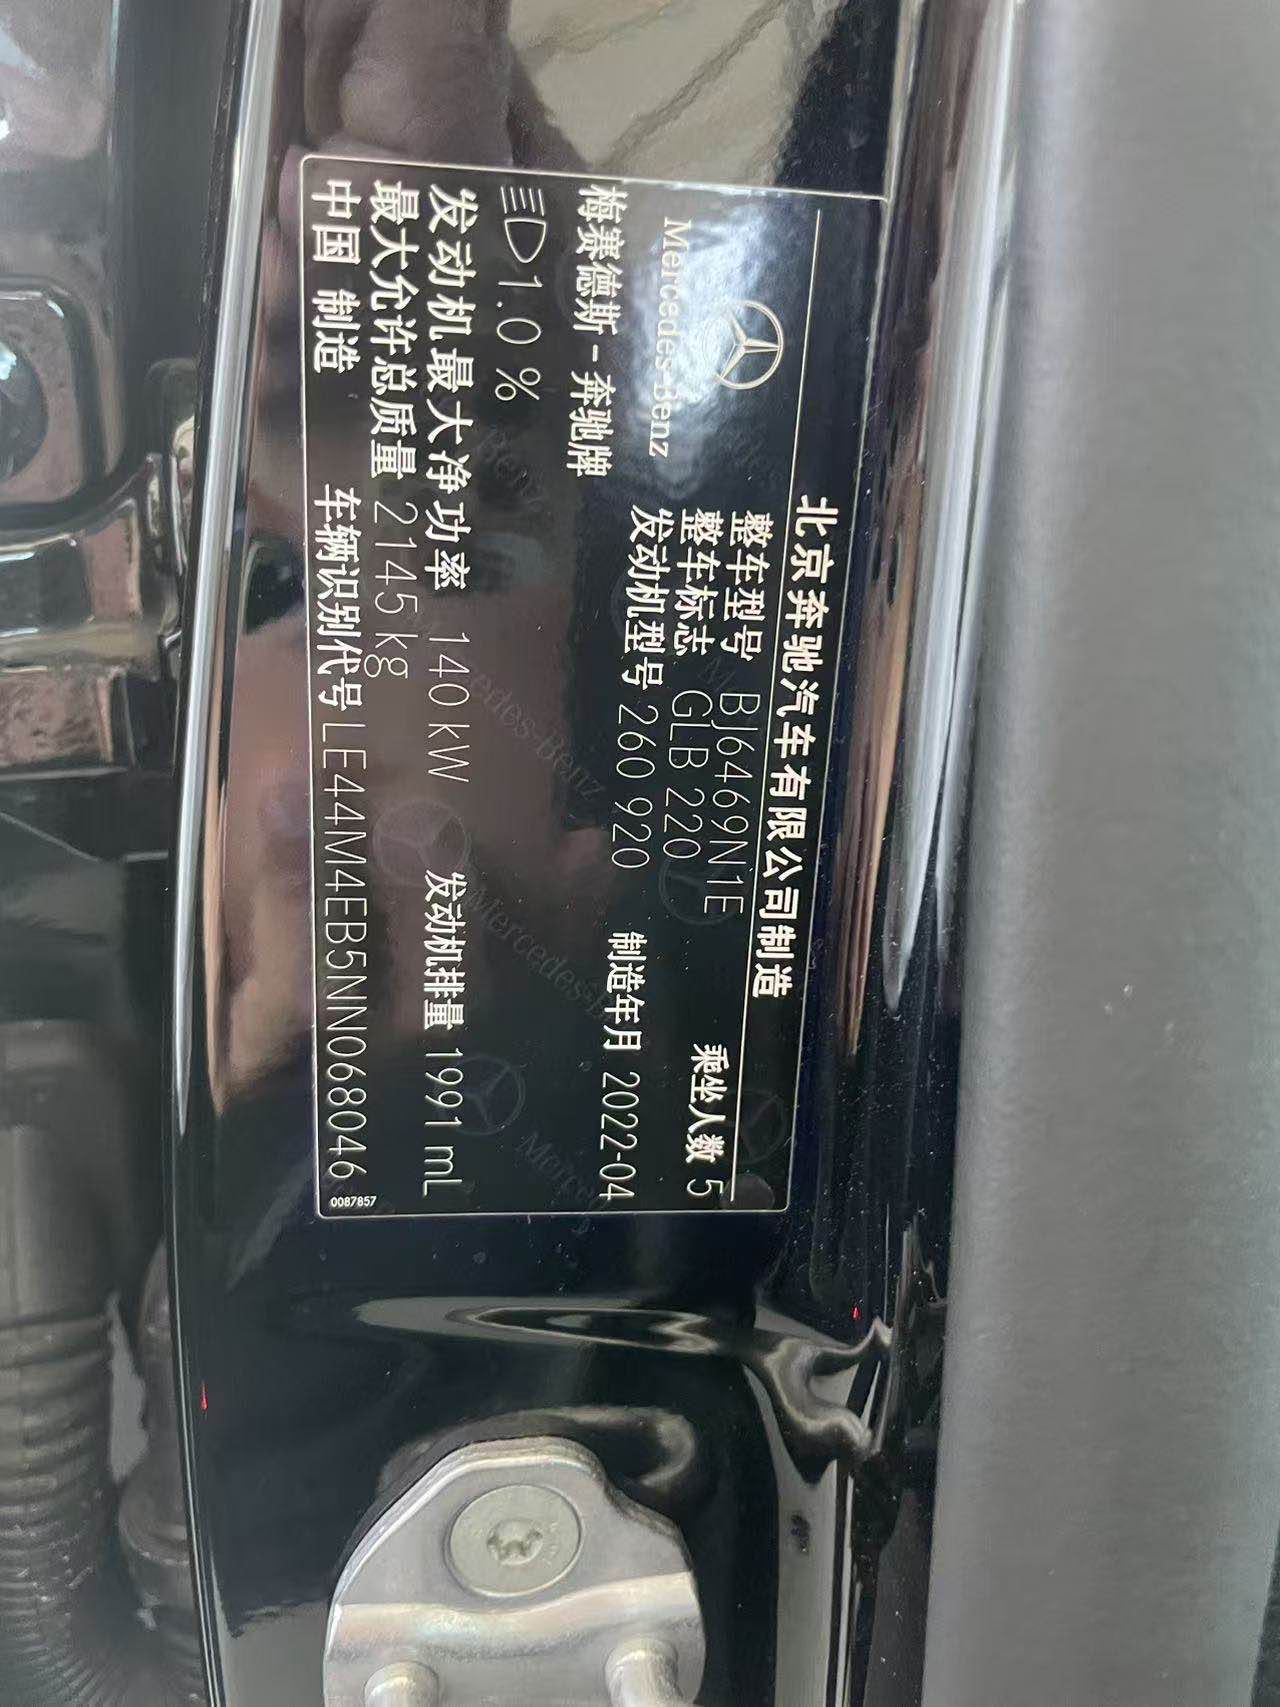 北京奔驰汽车有限公司制造
Mercedes-Benz
整车型号 BJ6469N1E 乘坐人数 5
整车标志 GLB 220
发动机型号 260 920 制造年月 2022-04
梅赛德斯-奔驰牌
1.0 %
发动机最大净功率 140 kW 发动机排量 1991 mL
最大允许总质量 2145 kg
中国 制造 车辆识别代号 LE44M4EB5NN068046
0087857